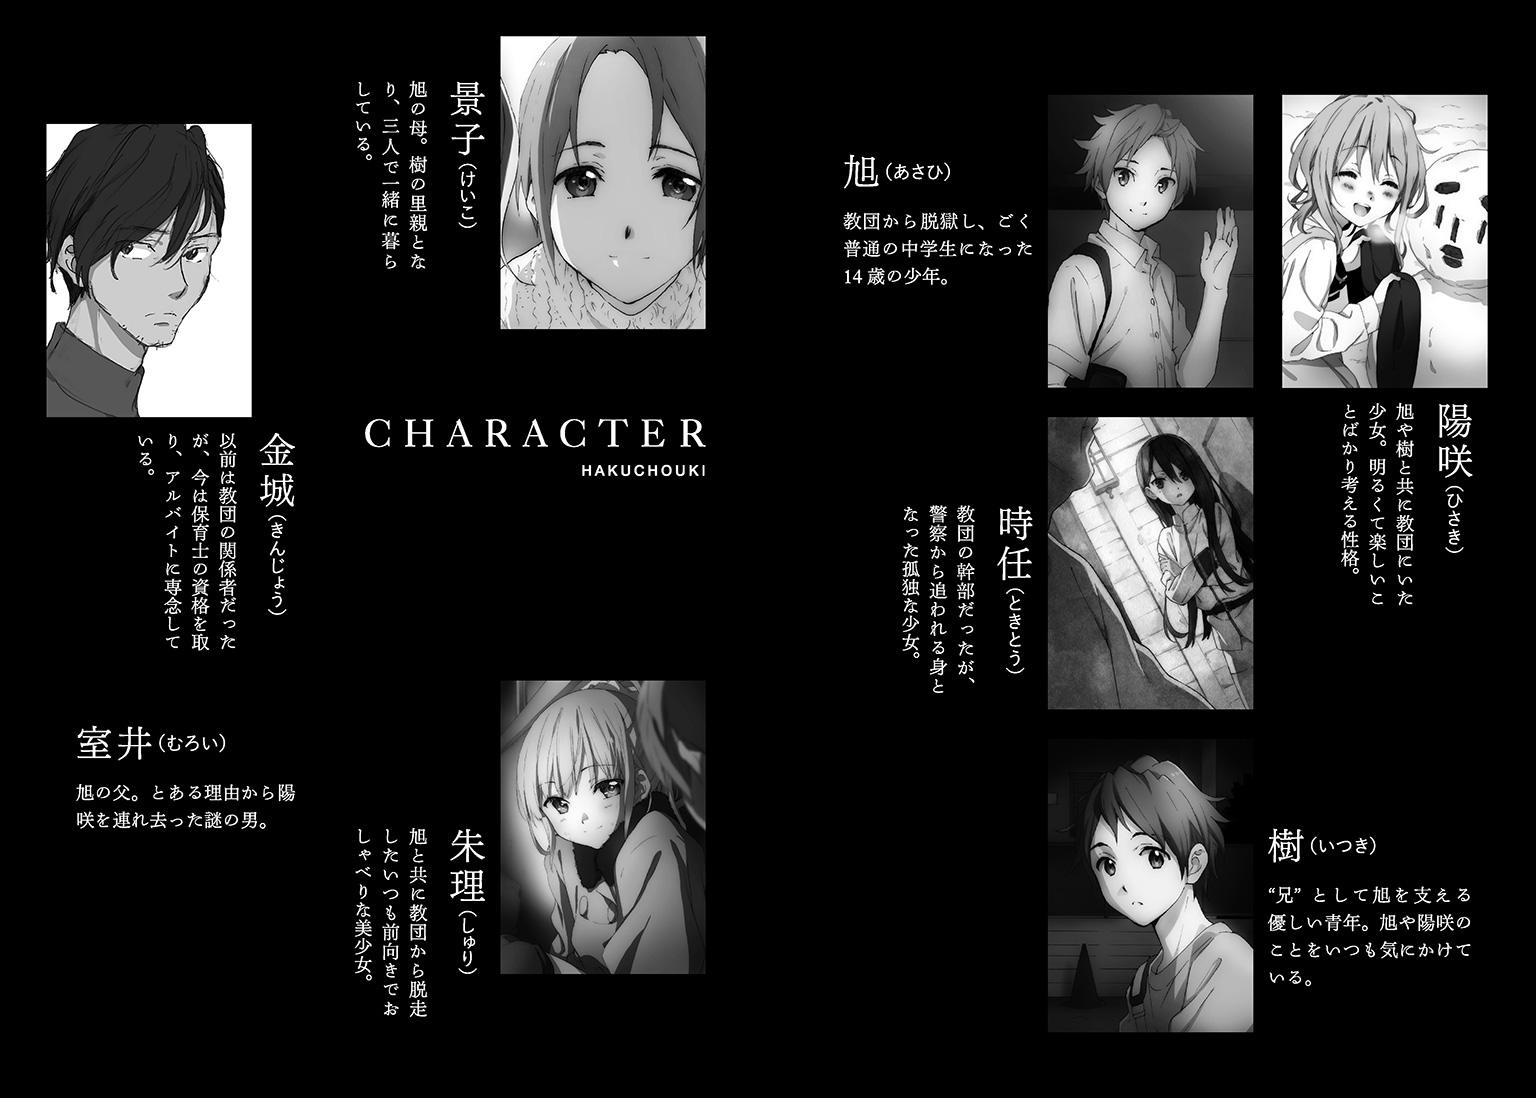 陽咲（ひさき）
旭や樹と共に教団にいた
少女。明るくて楽しいこ
とばかり考える性格。
旭（あさひ）
教団から脱獄し、ごく
普通の中学生になった
14歳の少年。
時任（ときとう）
教団の幹部だったが、
警察から追われる身と
なった孤独な少女。
樹（いつき）
“兄”として旭を支える
優しい青年。旭や陽咲の
ことをいつも気にかけて
いる。
景子（けいこ）
旭の母。樹の里親とな
り、三人で一緒に暮ら
している。
CHARACTER
HAKUCHOUKI
金城（きんじょう）
以前は教団の関係者だった
が、今は保育士の資格を取
り、アルバイトに専念して
いる。
朱理（しゅり）
旭と共に教団から脱走
したいつも前向きでお
しゃべりな美少女。
室井（むろい）
旭の父。とある理由から陽
咲を連れ去った謎の男。